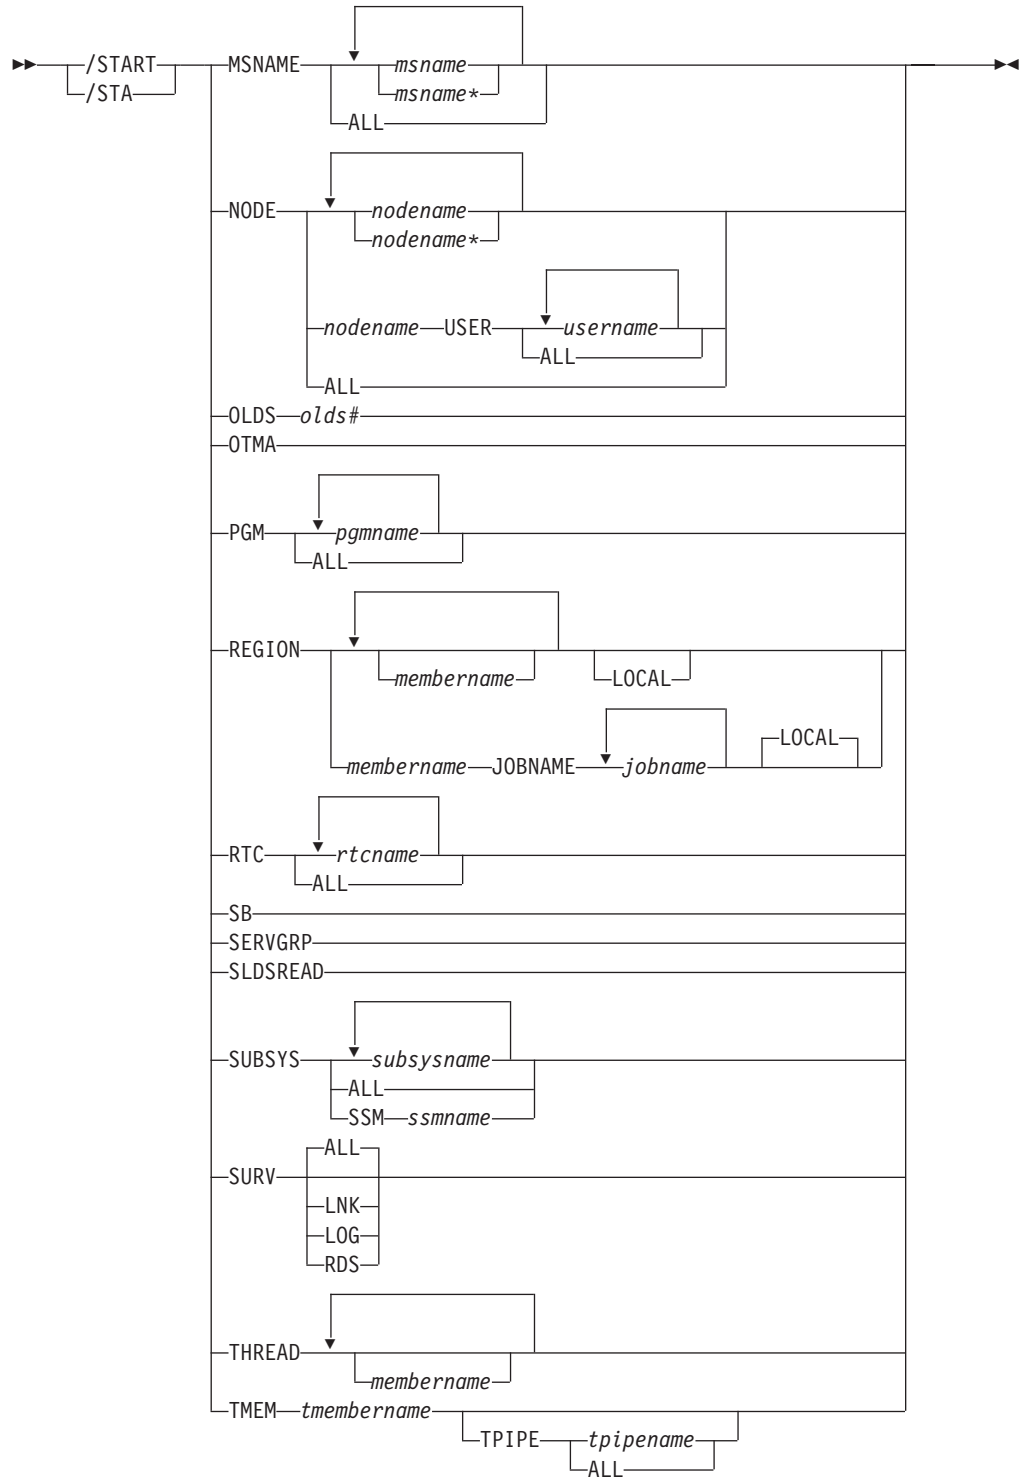 /START MSNAME msname
/STA msname*
ALL
NODE nodename
nodename*
nodename USER username
ALL
ALL
OLDS olds#
OTMA
PGM pgmname
ALL
REGION
membername LOCAL
LOCAL
membername JOBNAME jobname
RTC rtcname
ALL
SB
SERVGRP
SLDSREAD
SUBSYS subsysname
ALL
SSM ssmname
ALL
SURV
LNK
LOG
RDS
THREAD
membername
TMEM tmembername
TPIPE tpipename
ALL